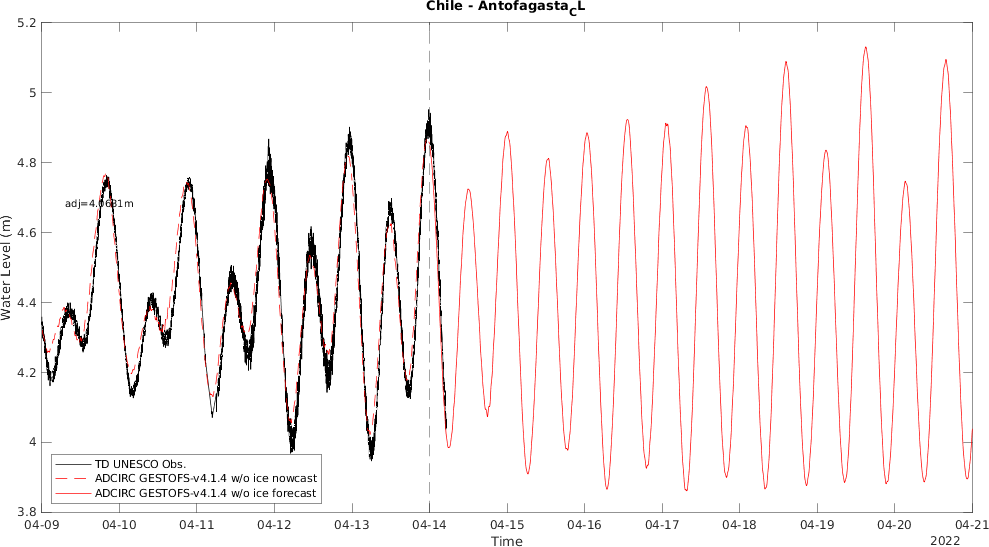 Chile - Antofagasta_CL
5.2
5
4.8
4.6
4.4
4.2
4
3.8
Water Level (m)
adj=4.0631m
TD UNESCO Obs.
ADCIRC GESTOFS-v4.1.4 w/o ice nowcast
ADCIRC GESTOFS-v4.1.4 w/o ice forecast
04-09 04-10 04-11 04-12 04-13 04-14 04-15 04-16 04-17 04-18 04-19 04-20 04-21
Time
2022